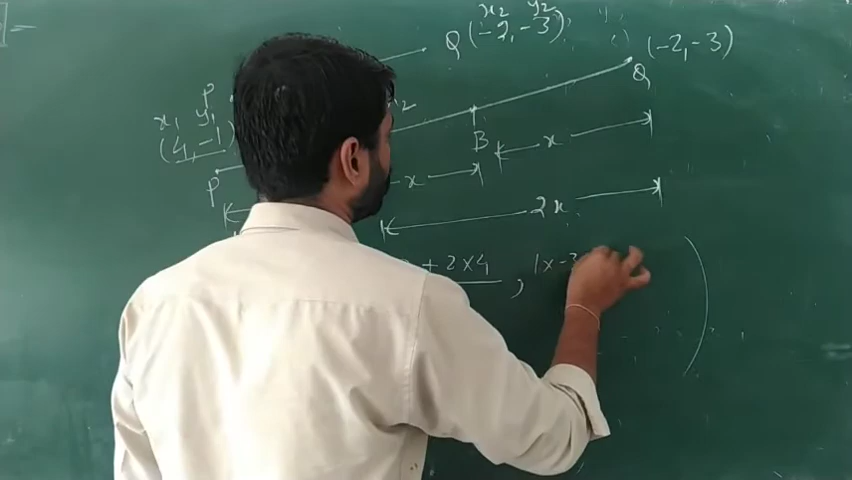 x₂ y₂
Q (-2, -3)
(-2, -3)
Q
P
x₁ y₁
(4, -1)
P
B
x
x
2x
+ 2×4 , 1×-3